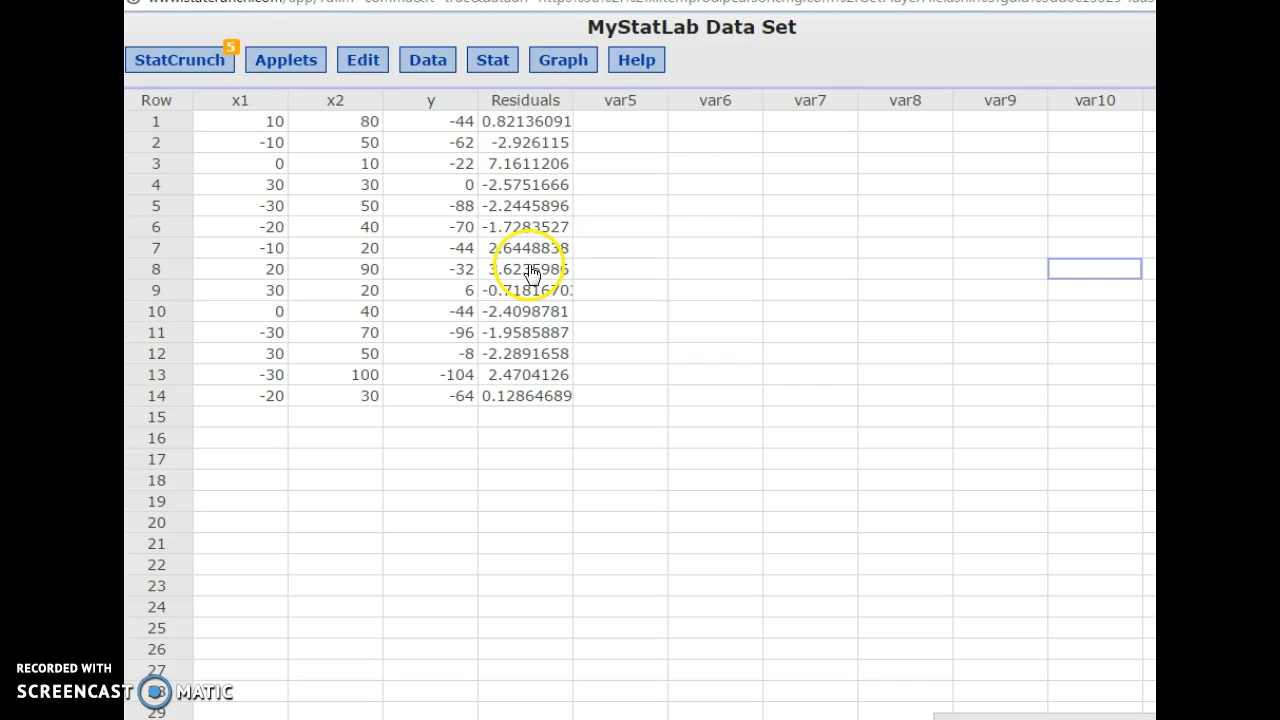 MyStatLab Data Set
5
StatCrunch Applets Edit Data Stat Graph Help
Row x1 x2 y Residuals var5 var6 var7 var8 var9 var10
1 10 80 -44 0.82136091
2 -10 50 -62 -2.926115
3 0 10 -22 7.1611206
4 30 30 0 -2.5751666
5 -30 50 -88 -2.2445896
6 -20 40 -70 -1.7283527
7 -10 20 -44 2.6448838
8 20 90 -32
9 30 20 6 -0.7181670
10 0 40 -44 -2.4098781
11 -30 70 -96 -1.9585887
12 30 50 -8 -2.2891658
13 -30 100 -104 2.4704126
14 -20 30 -64 0.12864689
15
16
17
18
19
20
21
22
23
24
25
26
27
29
RECORDED WITH
SCREENCAST MATIC